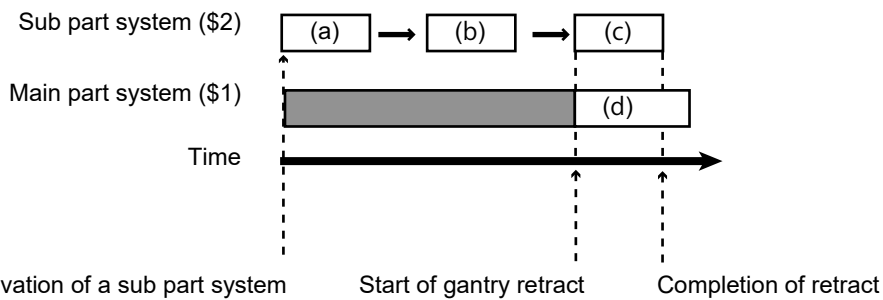 Sub part system ($2)
(a)
(b)
(c)
Main part system ($1)
(d)
Time
vation of a sub part system
Start of gantry retract
Completion of retract